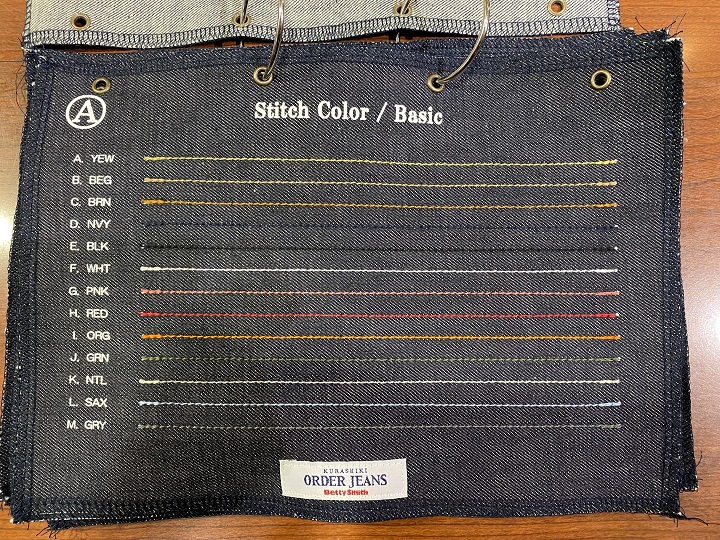 A
Stitch Color / Basic
A. YEW
B. BEG
C. BRN
D. NVY
E. BLK
F. WHT
G. PNK
H. RED
I. ORG
J. GRN
K. NTL
L. SAX
M. GRY
KURASHIKI
ORDER JEANS
Betty Smith